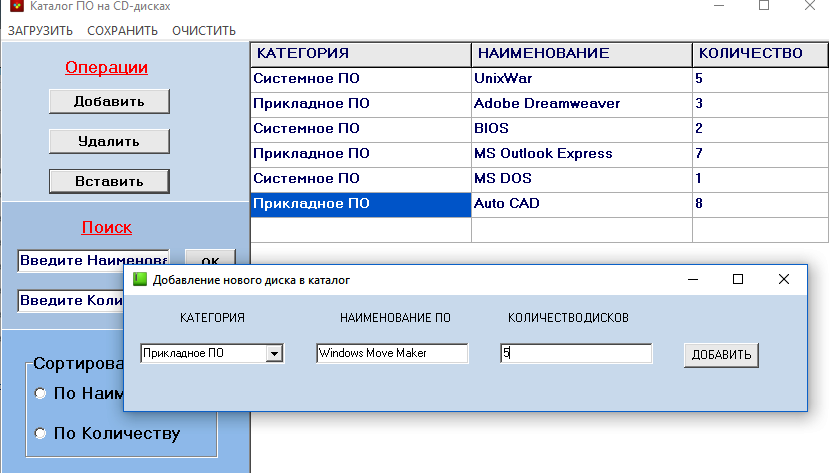 Каталог ПО на CD-дисках
ЗАГРУЗИТЬ СОХРАНИТЬ ОЧИСТИТЬ
Операции
Добавить
Удалить
Вставить
Поиск
Введите Наименова
ОК
Введите Коли
Сортирова
По Наим
По Количеству
КАТЕГОРИЯ НАИМЕНОВАНИЕ КОЛИЧЕСТВО
Системное ПО UnixWar 5
Прикладное ПО Adobe Dreamweaver 3
Системное ПО BIOS 2
Прикладное ПО MS Outlook Express 7
Системное ПО MS DOS 1
Прикладное ПО Auto CAD 8
Добавление нового диска в каталог
КАТЕГОРИЯ НАИМЕНОВАНИЕ ПО КОЛИЧЕСТВОДИСКОВ
Прикладное ПО Windows Move Maker 5 ДОБАВИТЬ